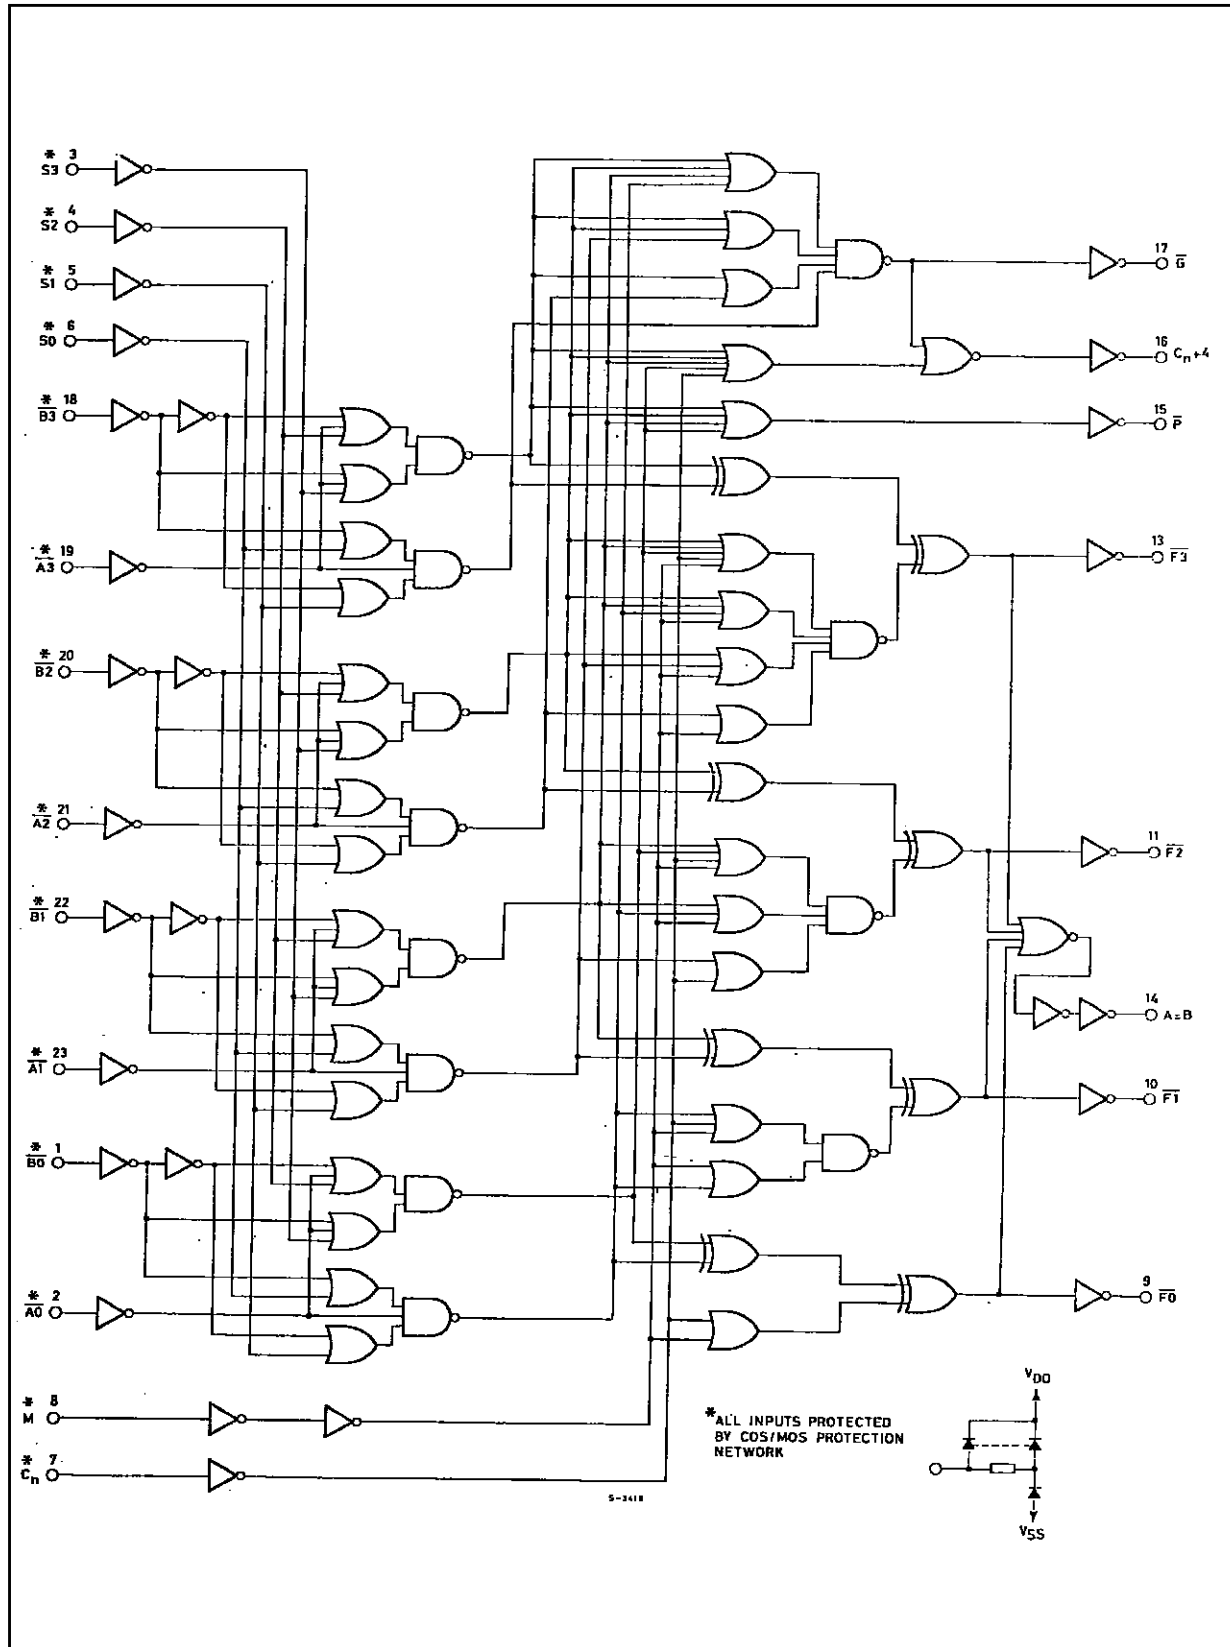 * 3
S3
* 4
S2
* 5
S1
* 6
S0
* 18
B3
* 19
A3
* 20
B2
* 21
A2
* 22
B1
* 23
A1
* 1
B0
* 2
A0
* 8
M
* 7
Cn
17
G
16
Cn+4
15
P
13
F3
11
F2
14
A=B
10
F1
9
F0
*ALL INPUTS PROTECTED
BY COS/MOS PROTECTION
NETWORK
VDD
VSS
S-3418